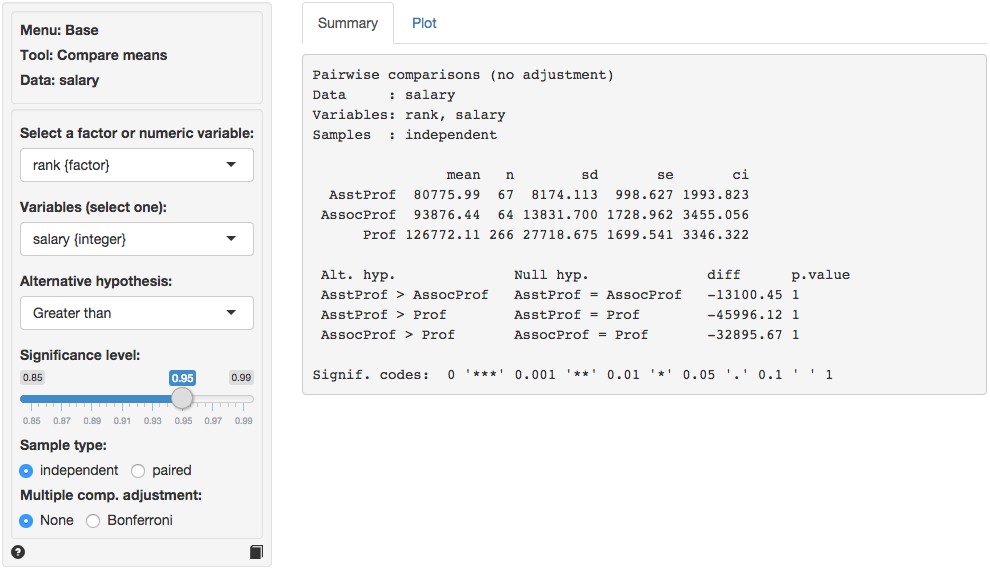 Menu: Base
Tool: Compare means
Data: salary
Select a factor or numeric variable:
rank {factor}
Variables (select one):
salary {integer}
Alternative hypothesis:
Greater than
Significance level:
0.85 0.95 0.99
0.85 0.87 0.89 0.91 0.93 0.95 0.97 0.99
Sample type:
independent paired
Multiple comp. adjustment:
None Bonferroni
?
Summary Plot
Pairwise comparisons (no adjustment)
Data : salary
Variables: rank, salary
Samples : independent
mean n sd se ci
AsstProf 80775.99 67 8174.113 998.627 1993.823
AssocProf 93876.44 64 13831.700 1728.962 3455.056
Prof 126772.11 266 27718.675 1699.541 3346.322
Alt. hyp. Null hyp. diff p.value
AsstProf > AssocProf AsstProf = AssocProf -13100.45 1
AsstProf > Prof AsstProf = Prof -45996.12 1
AssocProf > Prof AssocProf = Prof -32895.67 1
Signif. codes: 0 '***' 0.001 '**' 0.01 '*' 0.05 '.' 0.1 ' ' 1